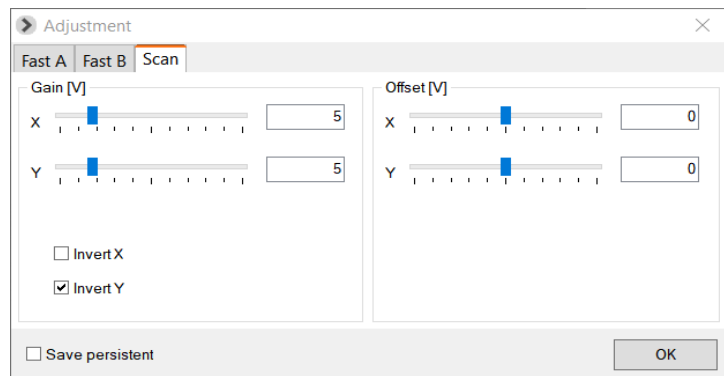 Adjustment
Fast A Fast B Scan
Gain [V]
X 5
Y 5
Invert X
Invert Y
Offset [V]
X 0
Y 0
Save persistent
OK